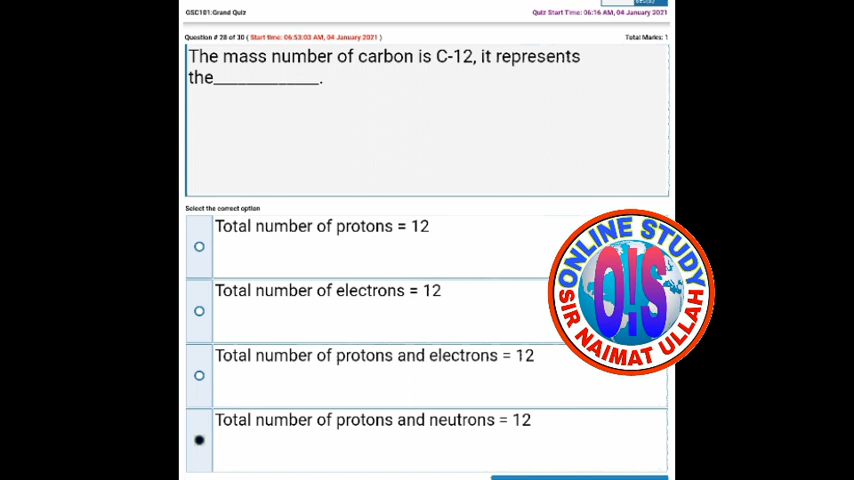 GSC101:Grand Quiz
Quiz Start Time: 06:16 AM, 04 January 2021
Question # 28 of 30 ( Start time: 06:53:03 AM, 04 January 2021 )
Total Marks: 1
The mass number of carbon is C-12, it represents
the____________.
Select the correct option
Total number of protons = 12
Total number of electrons = 12
Total number of protons and electrons = 12
Total number of protons and neutrons = 12
ONLINE STUDY
O!S
SIR NAIMAT ULLAH